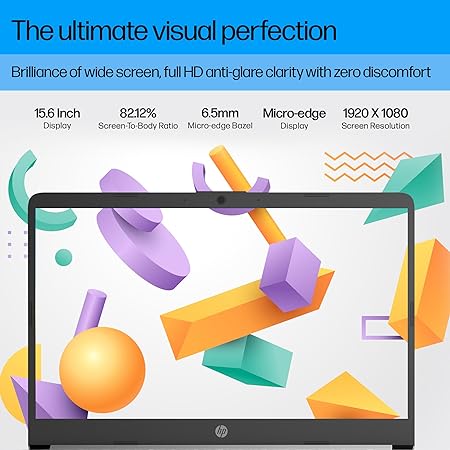 The ultimate visual perfection
Brilliance of wide screen, full HD anti-glare clarity with zero discomfort
15.6 Inch
Display
82.12%
Screen-To-Body Ratio
6.5mm
Micro-edge Bazel
Micro-edge
Display
1920 X 1080
Screen Resolution
hp